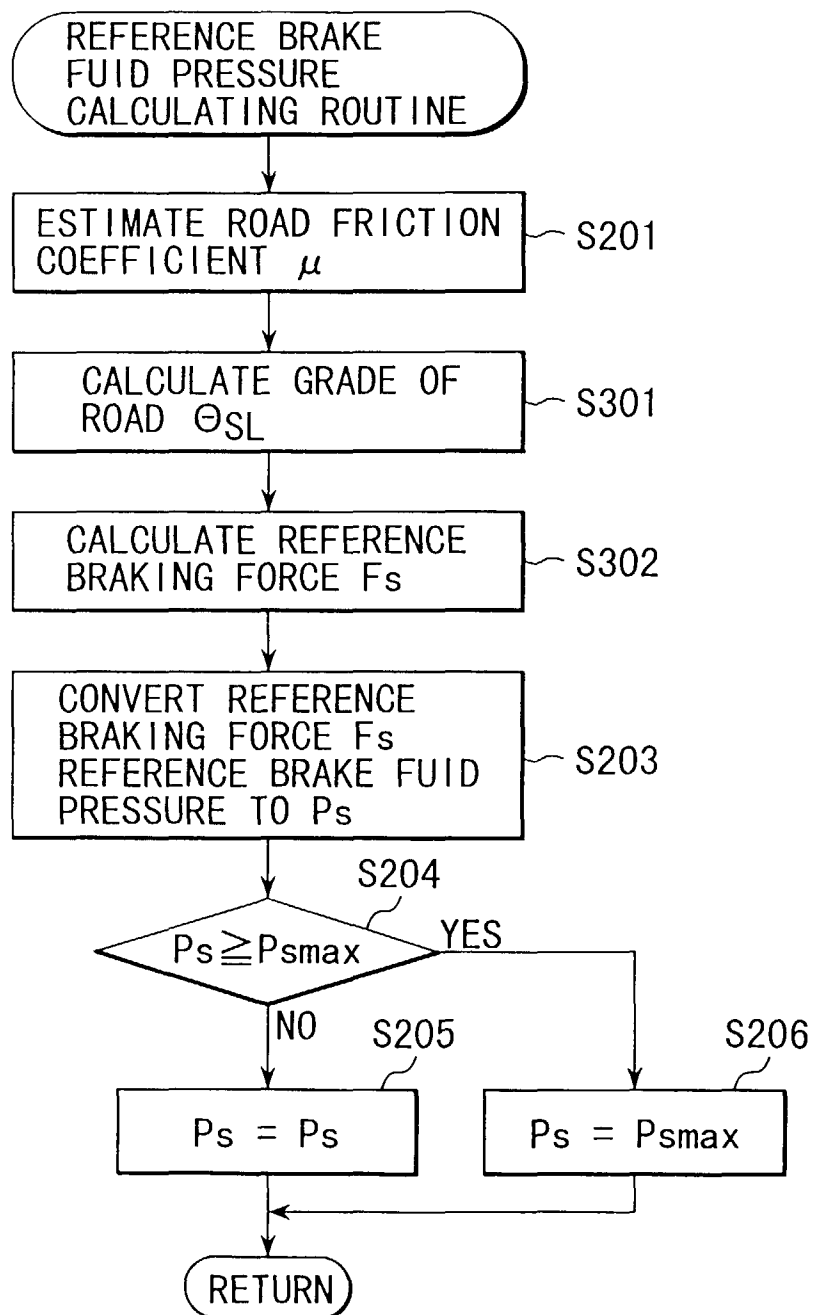 REFERENCE BRAKE
FUID PRESSURE
CALCULATING ROUTINE
ESTIMATE ROAD FRICTION
COEFFICIENT μ
S201
CALCULATE GRADE OF
ROAD ΘSL
S301
CALCULATE REFERENCE
BRAKING FORCE Fs
S302
CONVERT REFERENCE
BRAKING FORCE Fs
REFERENCE BRAKE FUID
PRESSURE TO Ps
S203
S204
Ps≧Psmax
YES
NO
S205
S206
Ps = Ps
Ps = Psmax
RETURN